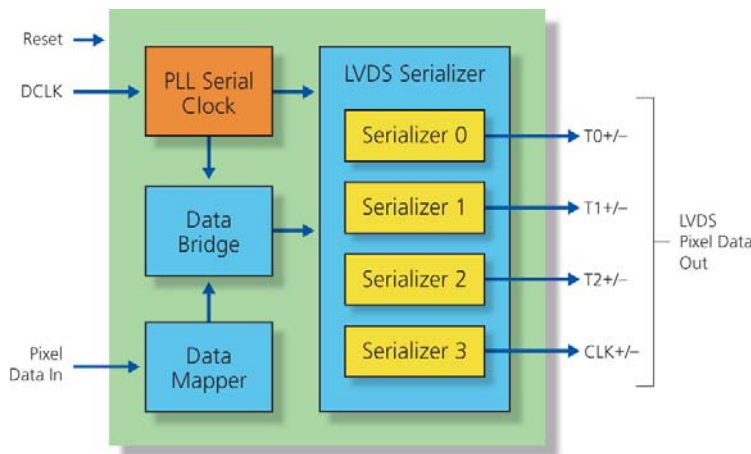 Reset
DCLK
PLL Serial
Clock
LVDS Serializer
Serializer 0
T0+/–
Data
Bridge
Serializer 1
T1+/–
LVDS
Pixel Data
Out
Serializer 2
T2+/–
Pixel
Data In
Data
Mapper
Serializer 3
CLK+/–